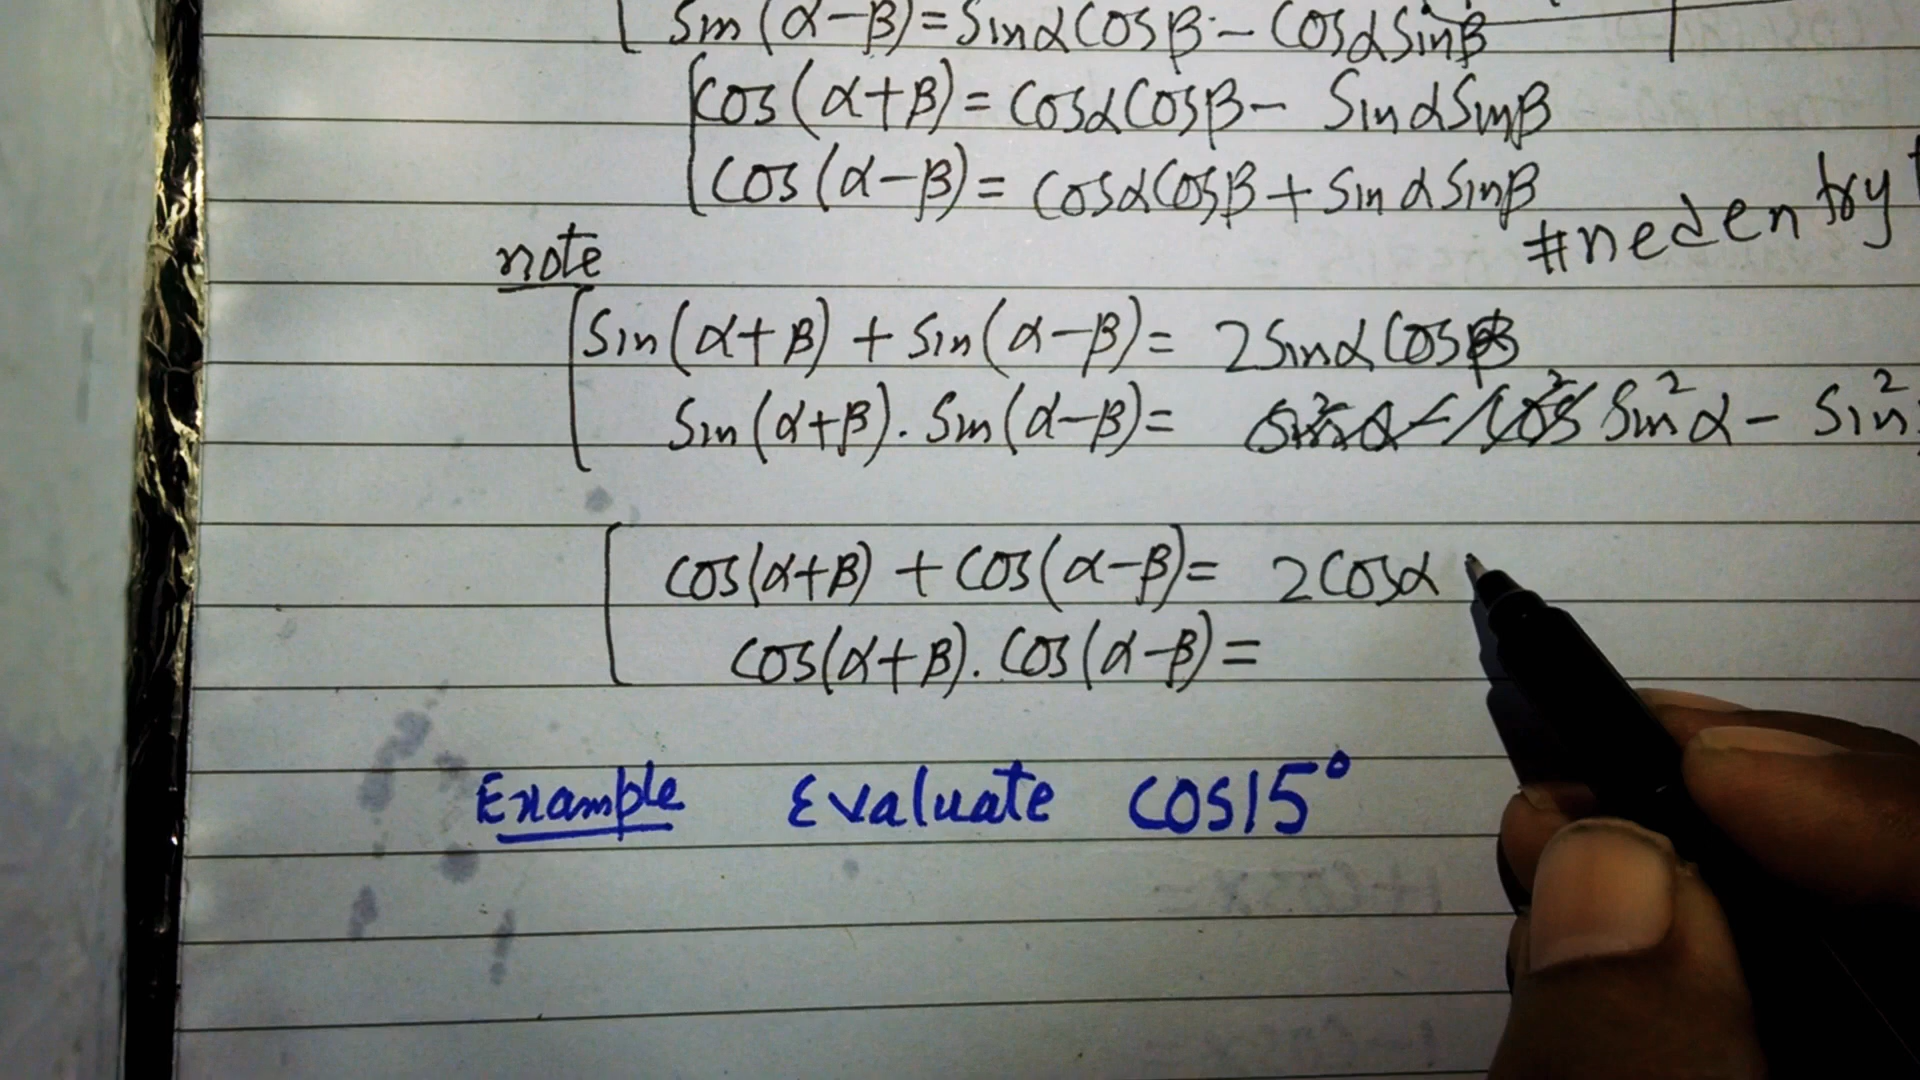 Sin(α-β)=SinαCosβ-CosαSinβ
Cos(α+β)=CosαCosβ- SinαSinβ
Cos(α-β)= CosαCosβ+SinαSinβ
#nedentry
note
Sin(α+β)+Sin(α-β)= 2SinαCosβ
Sin(α+β).Sin(α-β)= Sin²α- Sin²
Cos(α+β)+Cos(α-β)= 2Cosα
Cos(α+β).Cos(α-β)=
Example Evaluate COS15°